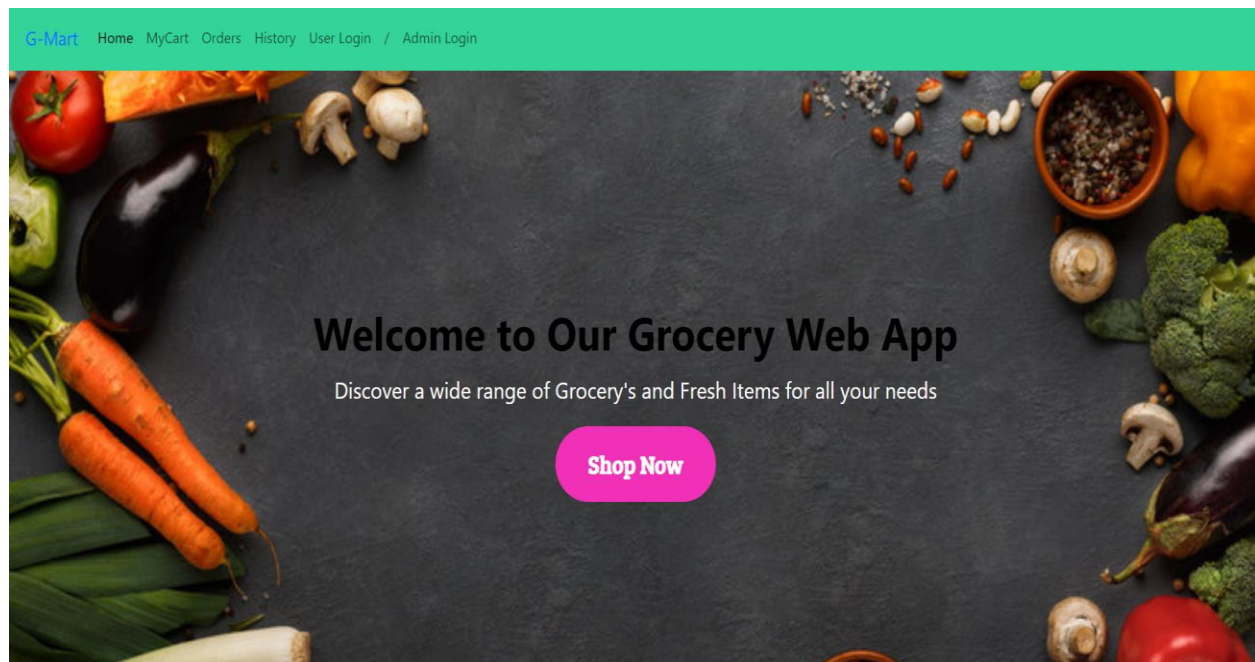 G-Mart Home MyCart Orders History User Login / Admin Login
Welcome to Our Grocery Web App
Discover a wide range of Grocery's and Fresh Items for all your needs
Shop Now